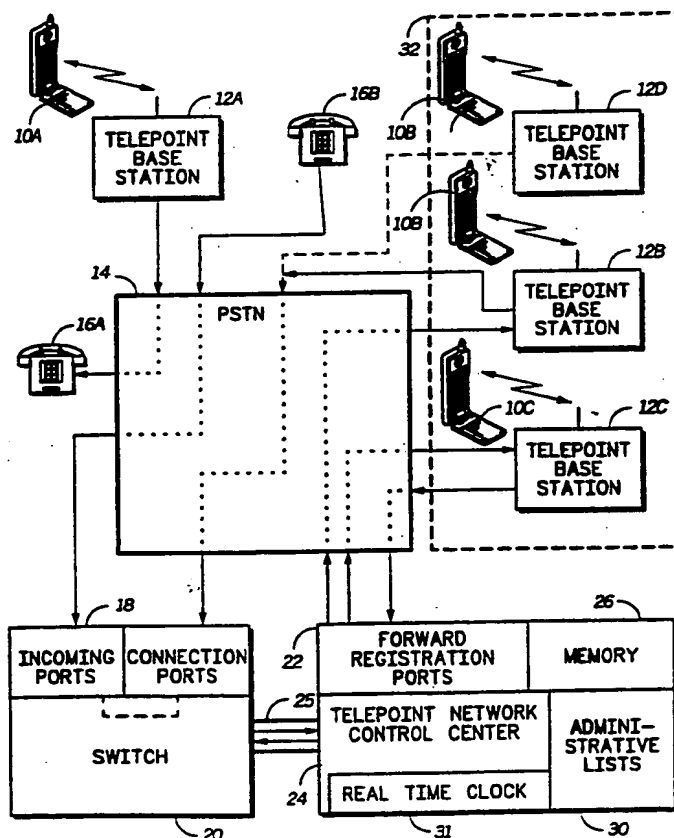 32
16B
12D
10A
12A
10B
TELEPOINT
BASE
STATION
TELEPOINT
BASE
STATION
10B
12B
14
PSTN
TELEPOINT
BASE
STATION
16A
10C
12C
TELEPOINT
BASE
STATION
18
22
26
INCOMING
PORTS
CONNECTION
PORTS
FORWARD
REGISTRATION
PORTS
MEMORY
25
TELEPOINT NETWORK
CONTROL CENTER
ADMINI-
STRATIVE
LISTS
SWITCH
24
REAL TIME CLOCK
20
31
30